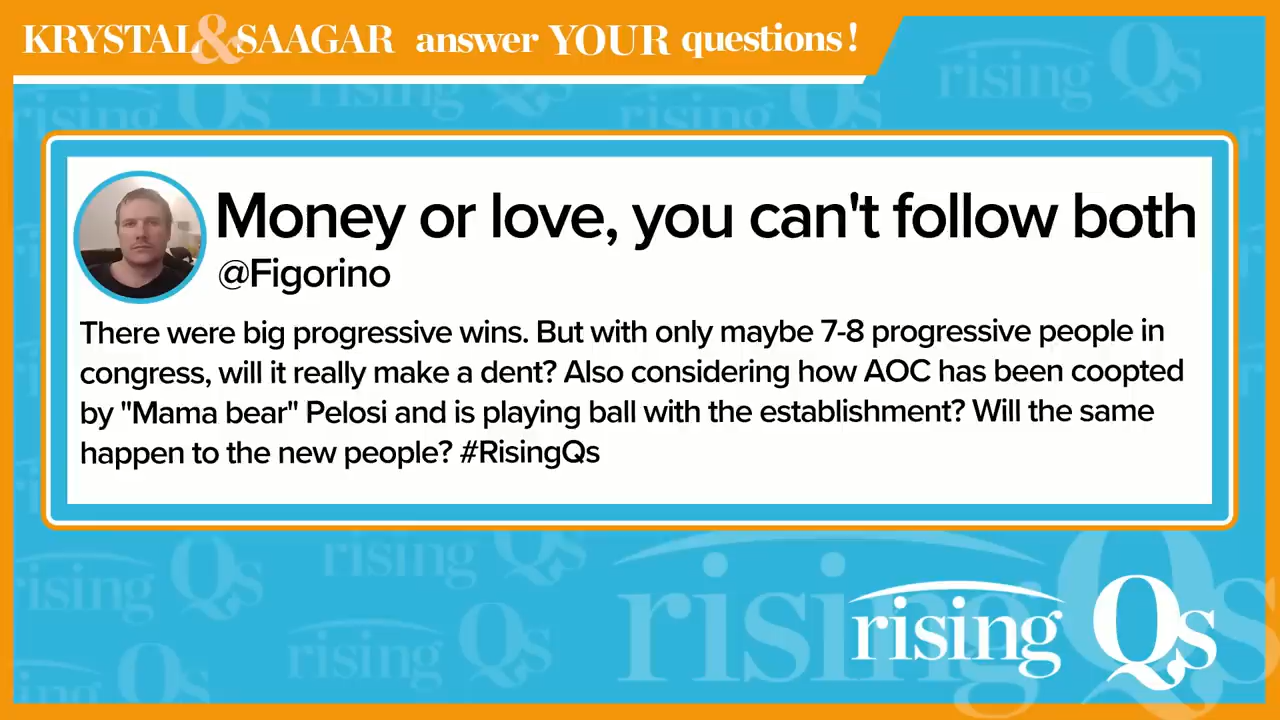 KRYSTAL & SAAGAR answer YOUR questions!
rising Qs
Money or love, you can't follow both
@Figorino
There were big progressive wins. But with only maybe 7-8 progressive people in
congress, will it really make a dent? Also considering how AOC has been coopted
by "Mama bear" Pelosi and is playing ball with the establishment? Will the same
happen to the new people? #RisingQs
rising Qs